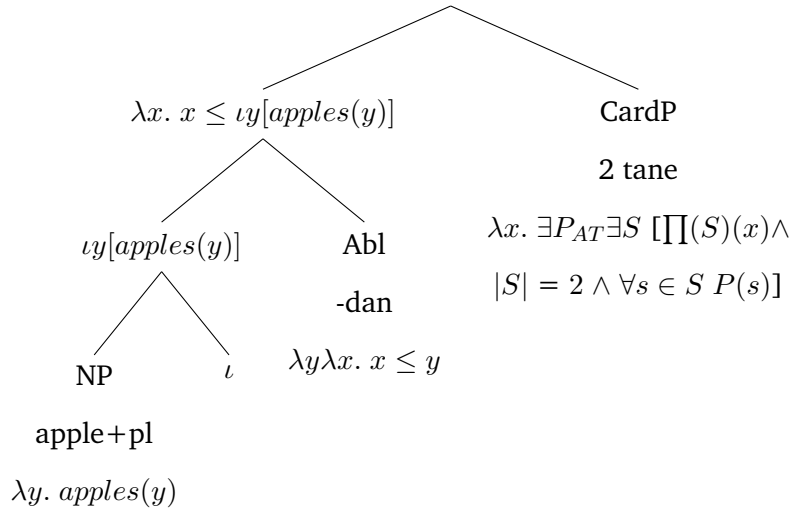 λx. x ≤ ιy[apples(y)]
CardP
2 tane
λx. ∃P_AT∃S [∏(S)(x)∧
|S| = 2 ∧ ∀s ∈ S P(s)]
ιy[apples(y)]
Abl
-dan
λyλx. x ≤ y
NP
ι
apple+pl
λy. apples(y)